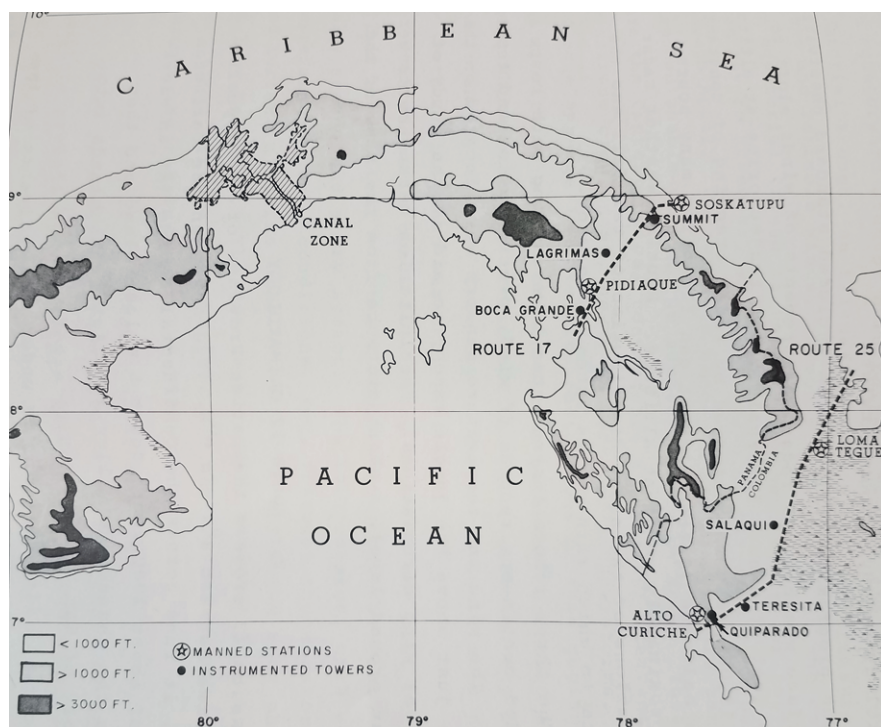 10°
CARIBBEAN SEA
9°
CANAL
ZONE
SOSKATUPU
SUMMIT
LAGRIMAS
PIDIAQUE
BOCA GRANDE
ROUTE 17
ROUTE 25
8°
LOMA
TEGUE
PANAMA
COLOMBIA
PACIFIC
OCEAN
SALAQUI
7°
TERESITA
ALTO
CURICHE
QUIPARADO
< 1000 FT.
> 1000 FT.
> 3000 FT.
MANNED STATIONS
INSTRUMENTED TOWERS
80°
79°
78°
77°